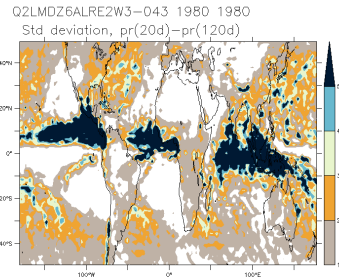 Q2LMDZ6ALRE2W3-043 1980 1980
Std deviation, pr(20d)-pr(120d)
40°N
20°N
0°
20°S
40°S
100°W
0°
100°E
5
4
3
2
1